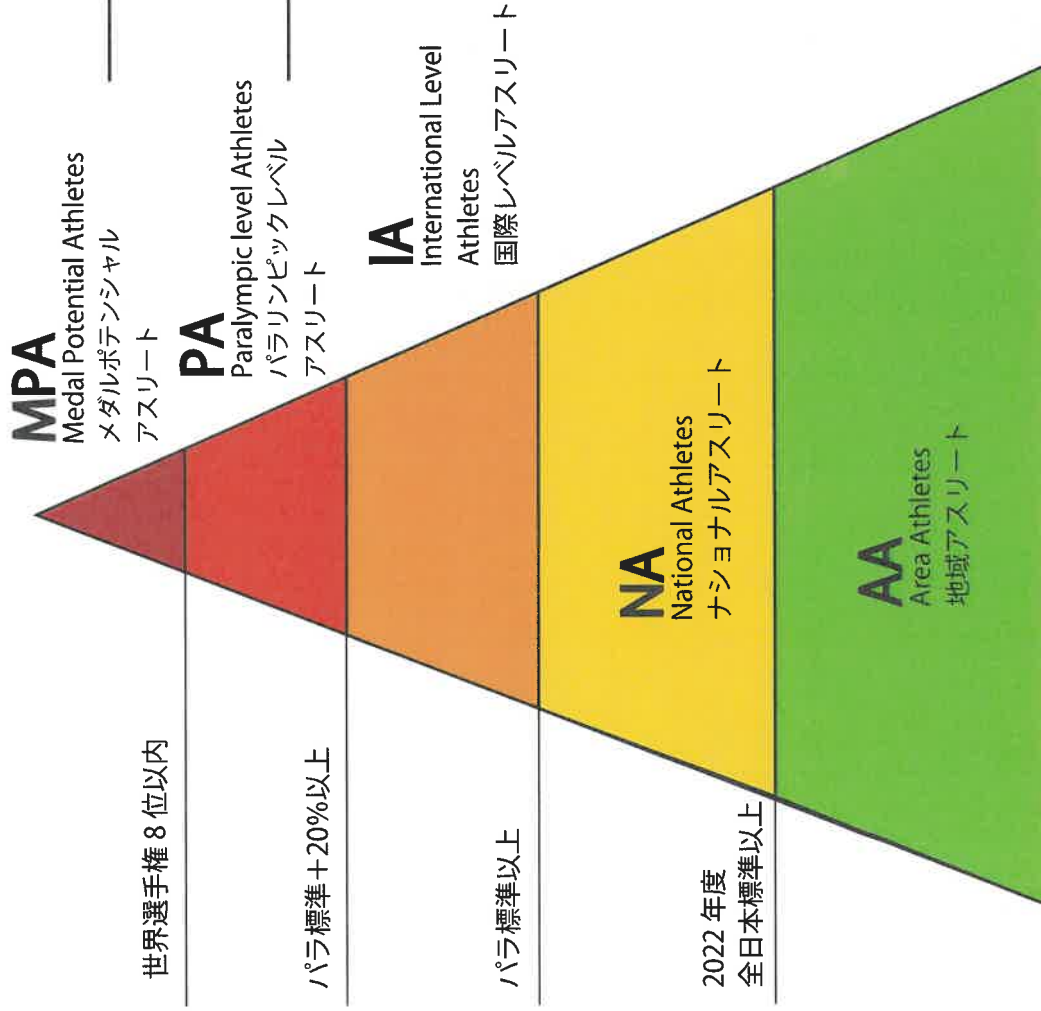 MPA
Medal Potential Athletes
メダルポテンシャル
アスリート
PA
Paralympic level Athletes
パラリンピックレベル
アスリート
IA
International Level
Athletes
国際レベルアスリート
NA
National Athletes
ナショナルアスリート
AA
Area Athletes
地域アスリート
世界選手権 8 位以内
パラ標準+20%以上
パラ標準以上
2022 年度
全日本標準以上